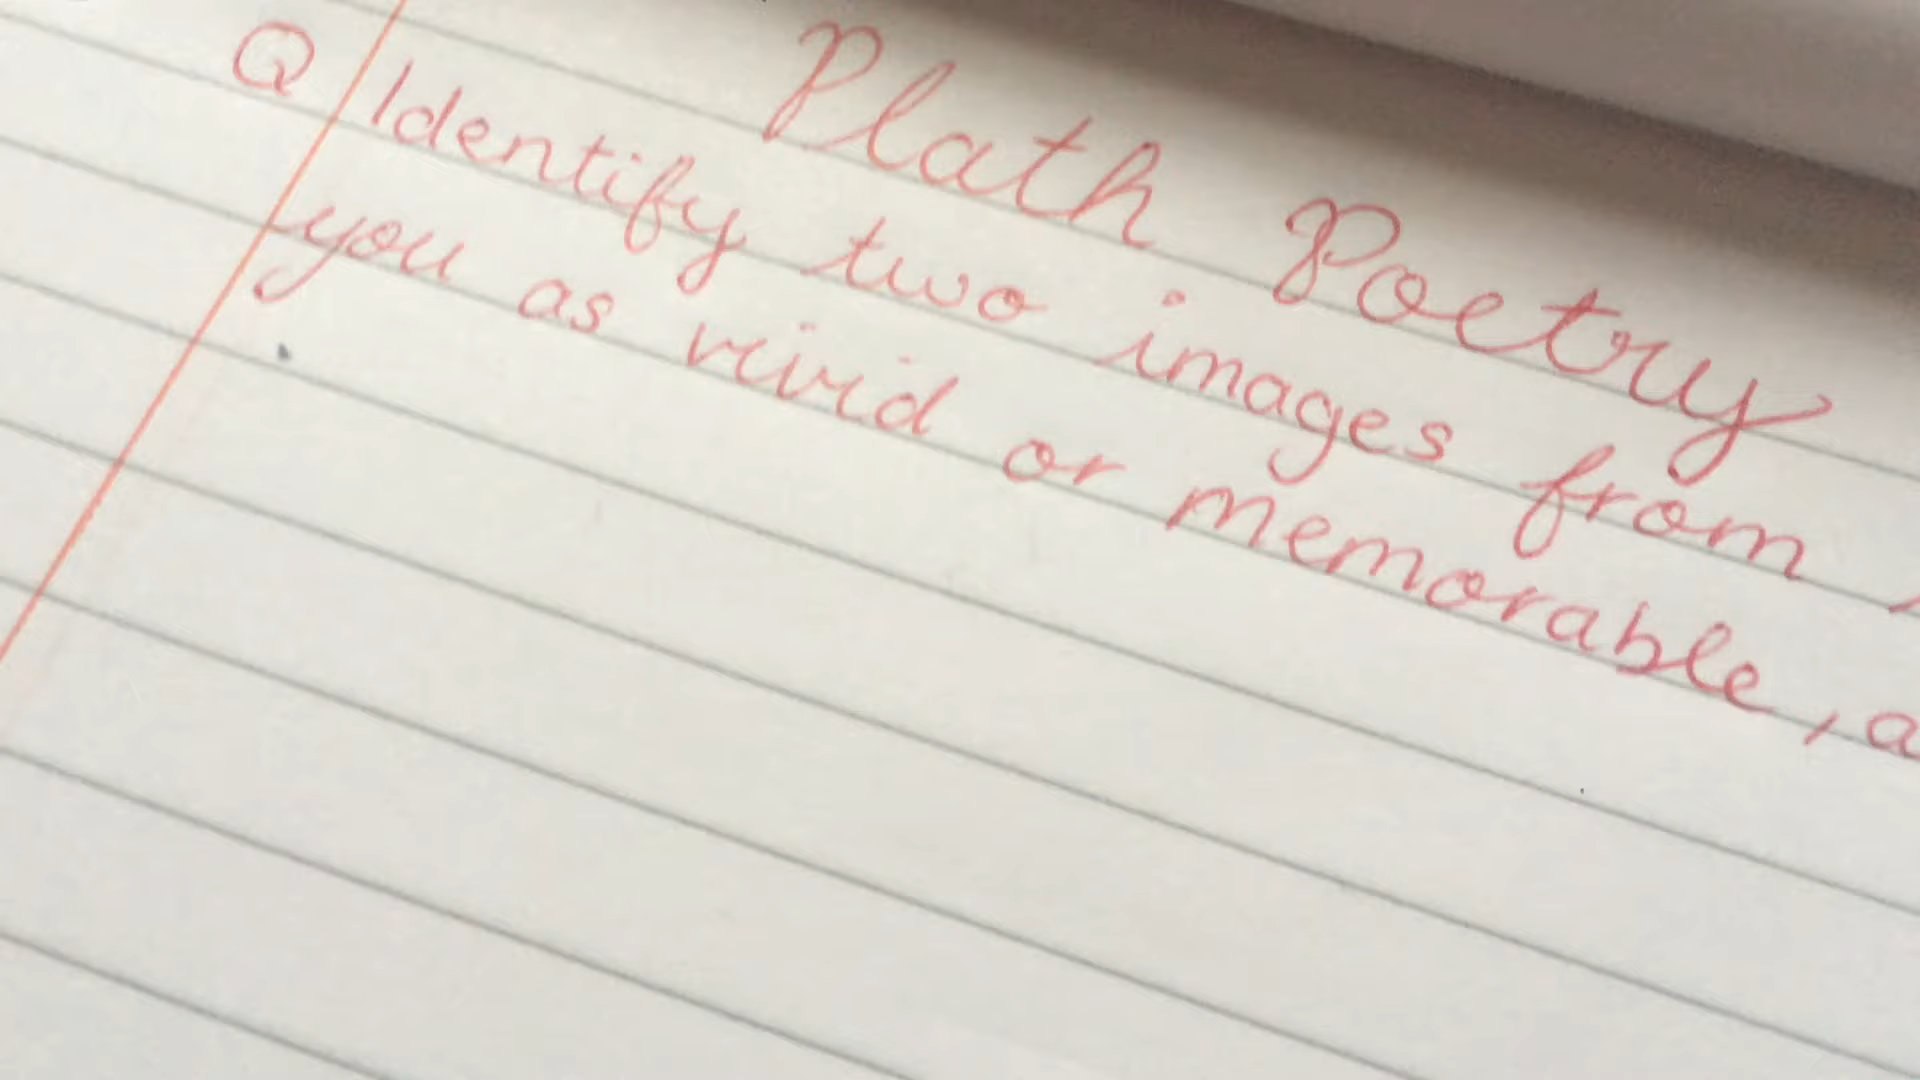 Plath Poetry
Q Identify two images from
you as vivid or memorable, a